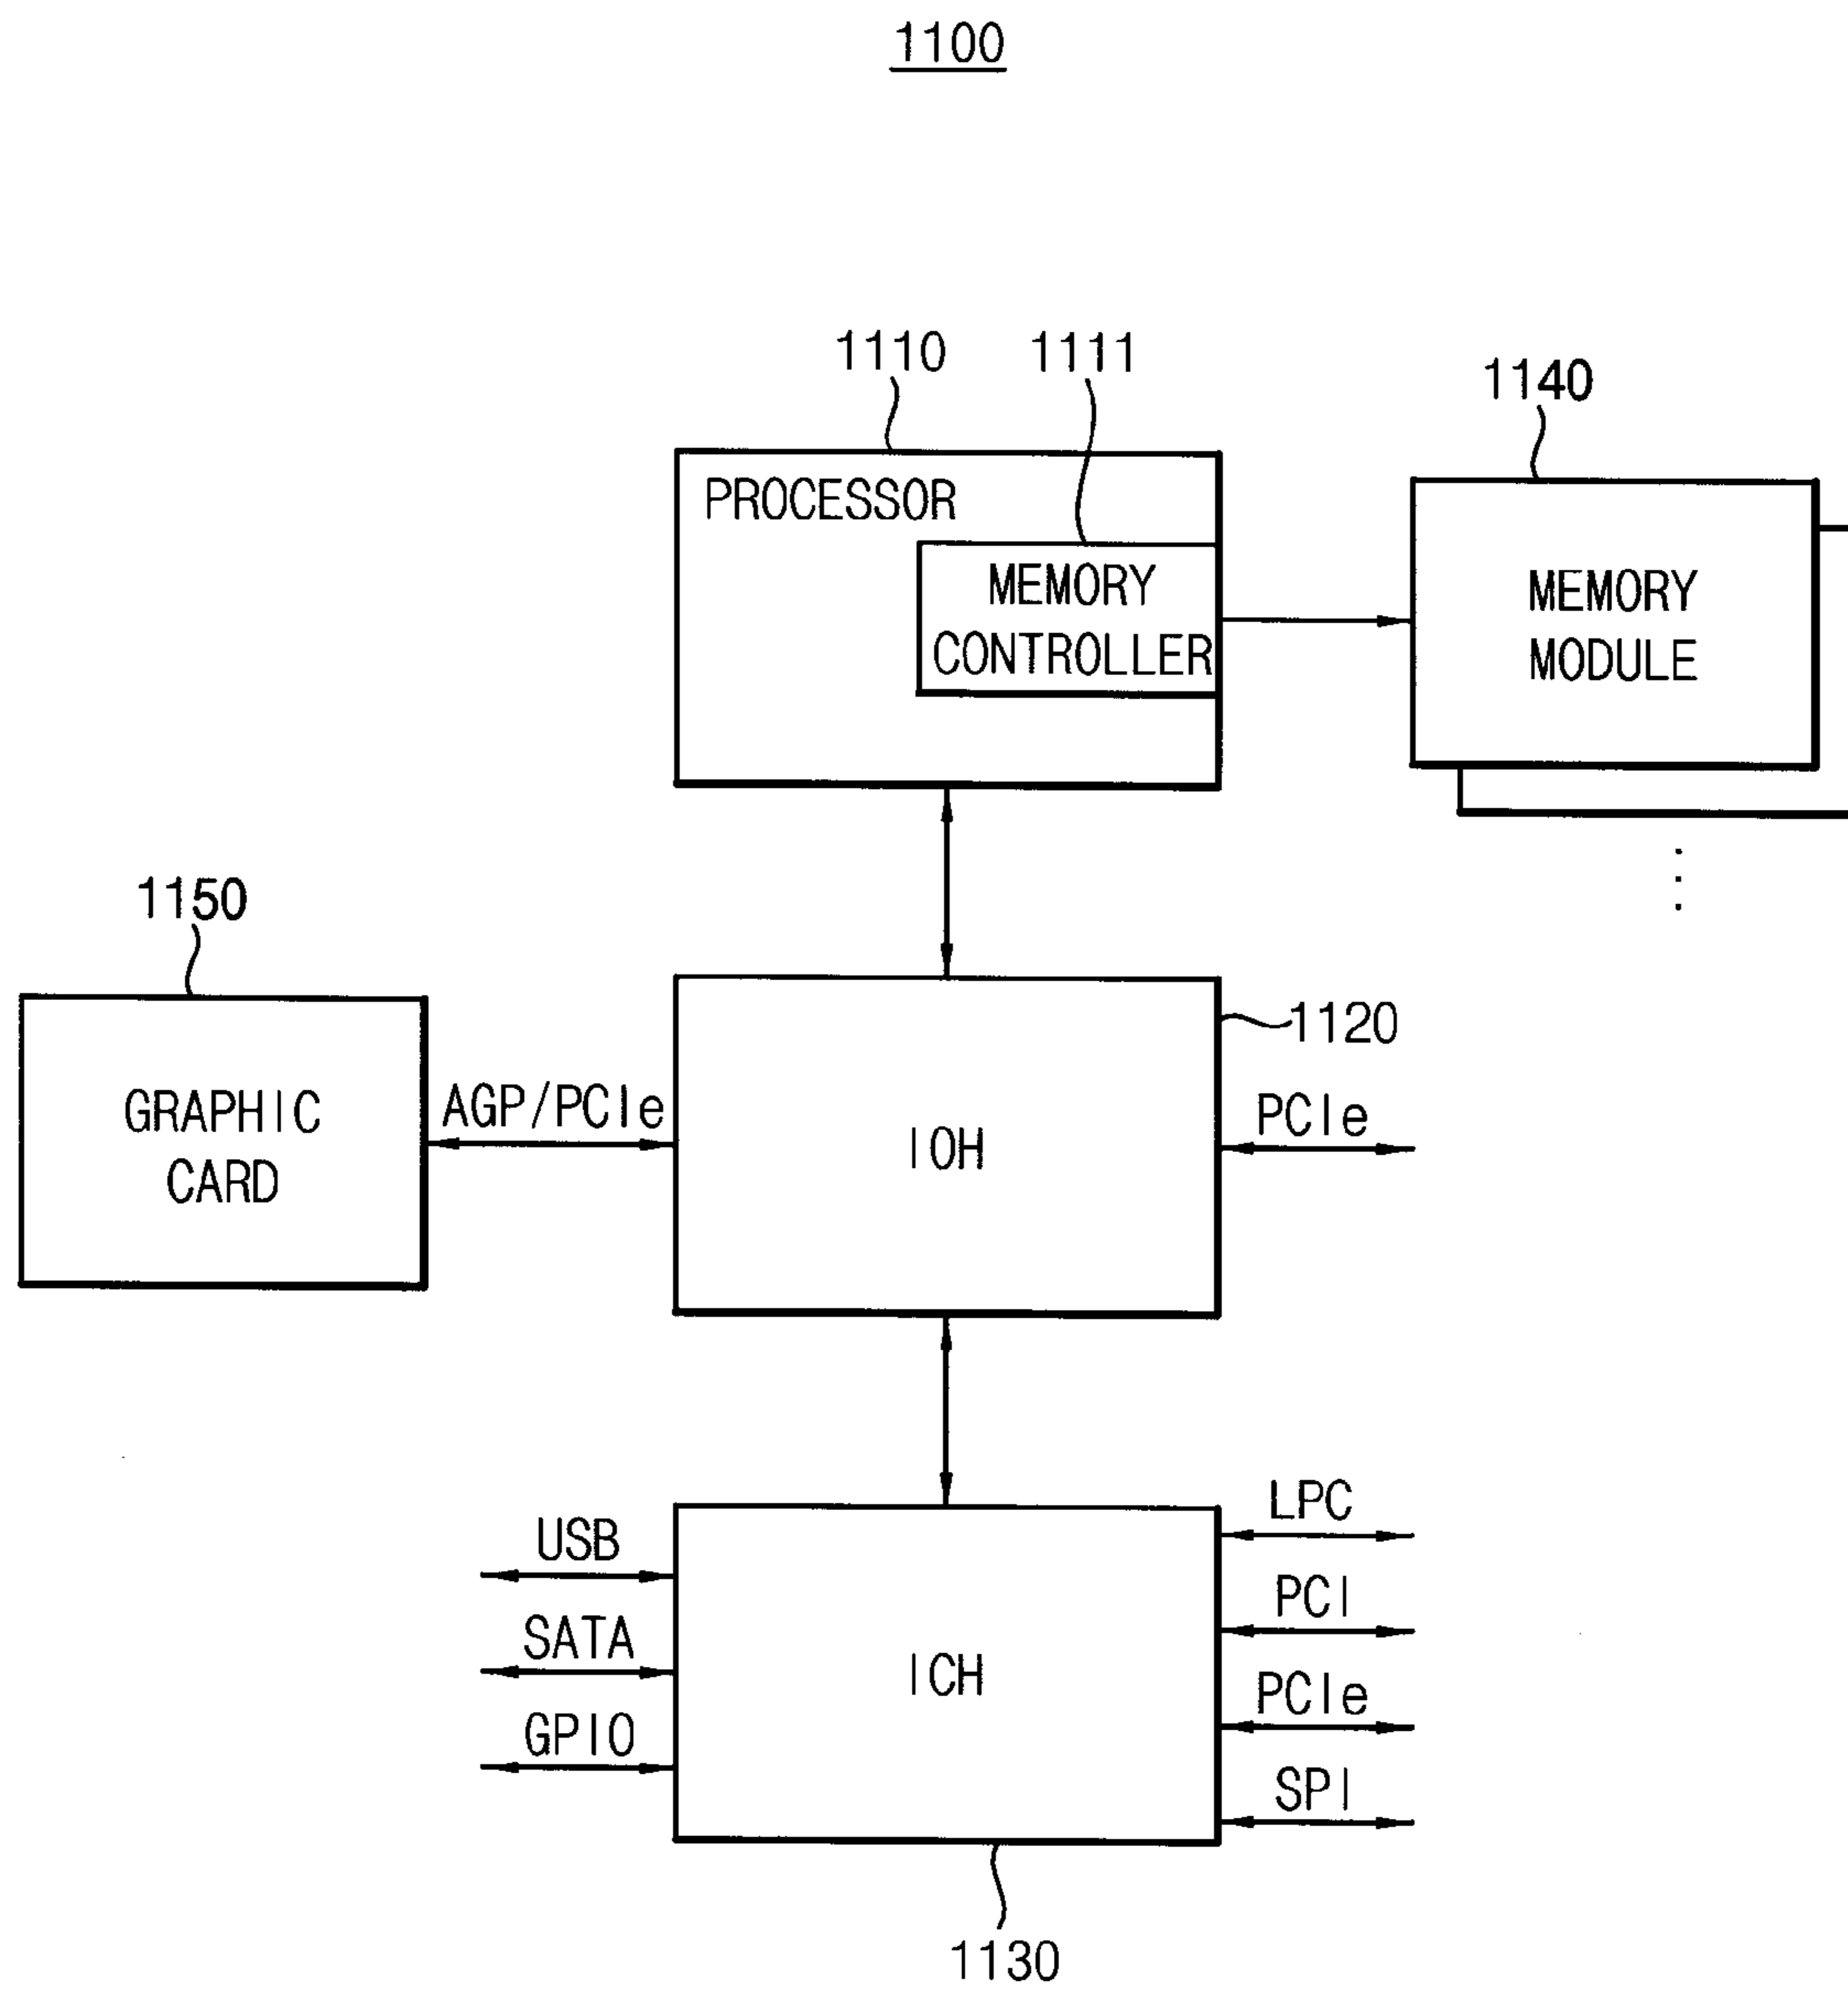 1100
1110
1111
1140
PROCESSOR
MEMORY
CONTROLLER
MEMORY
MODULE
1150
1120
GRAPHIC
CARD
AGP/PCIe
IOH
PCIe
USB
SATA
GPIO
ICH
LPC
PCI
PCIe
SPI
1130